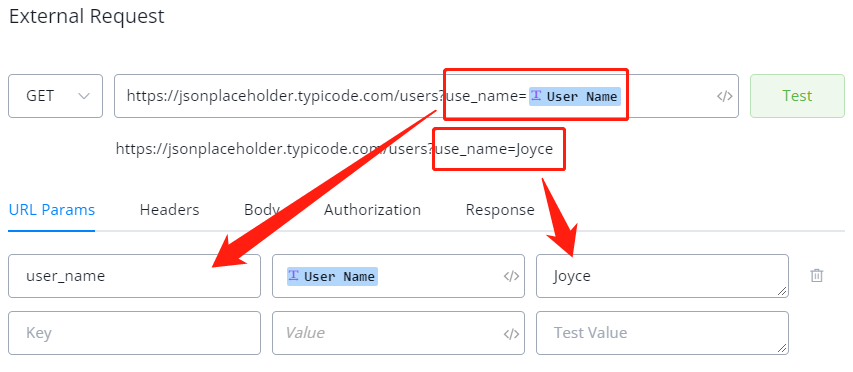 External Request
GET https://jsonplaceholder.typicode.com/users?use_name= T User Name </> Test
https://jsonplaceholder.typicode.com/users?use_name=Joyce
URL Params Headers Body Authorization Response
user_name T User Name </> Joyce
Key Value </> Test Value